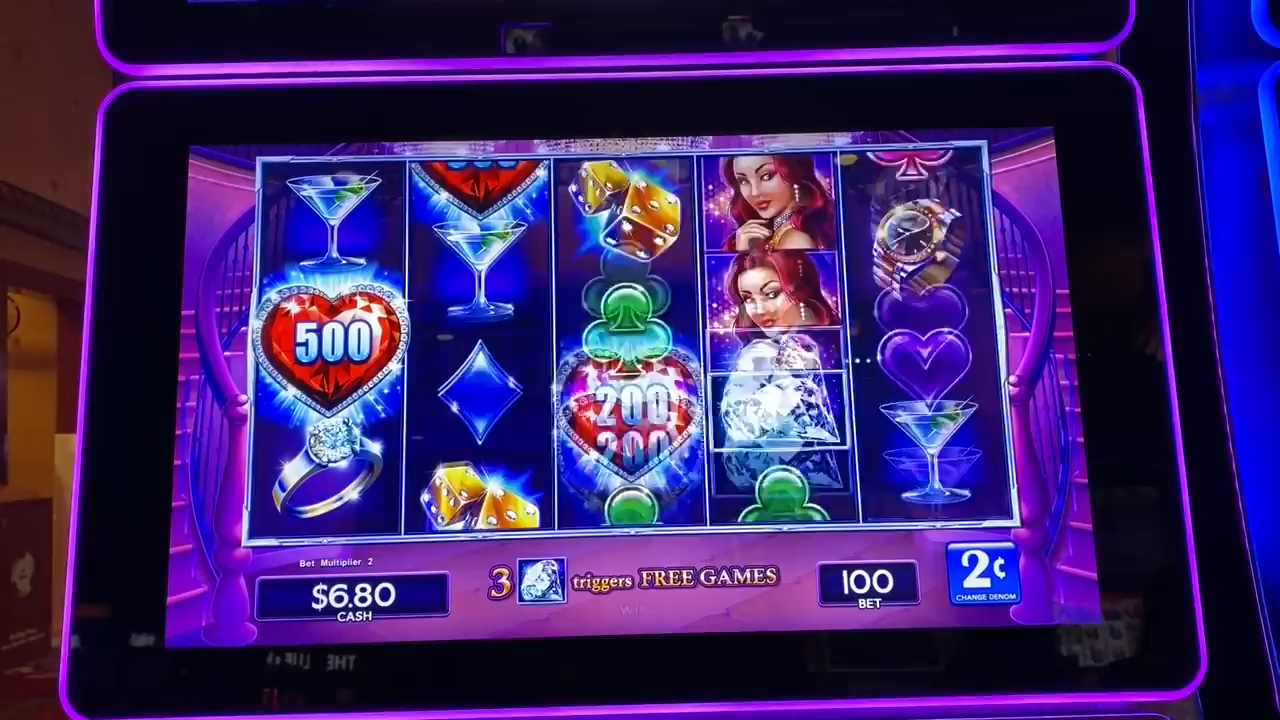 500
200
200
Bet Multiplier 2
$6.80
CASH
3 triggers FREE GAMES
100
BET
2¢
CHANGE DENOM